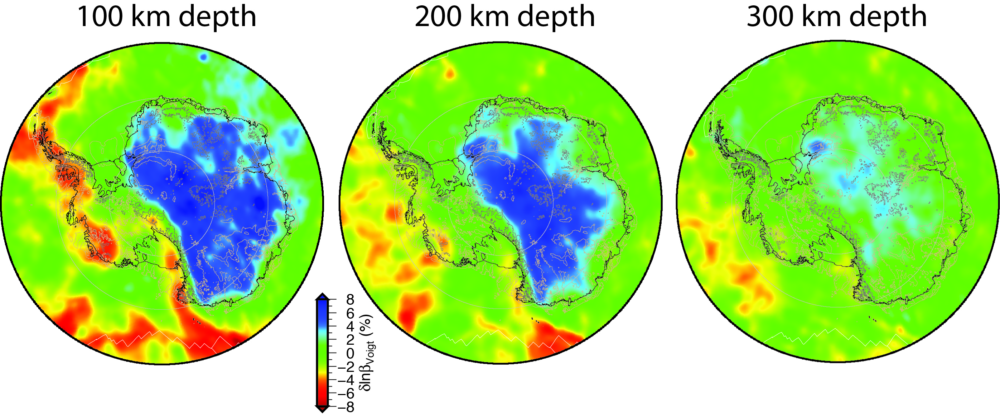 100 km depth
200 km depth
300 km depth
8
6
4
2
0
−2
−4
−6
−8
δlnβVoigt (%)